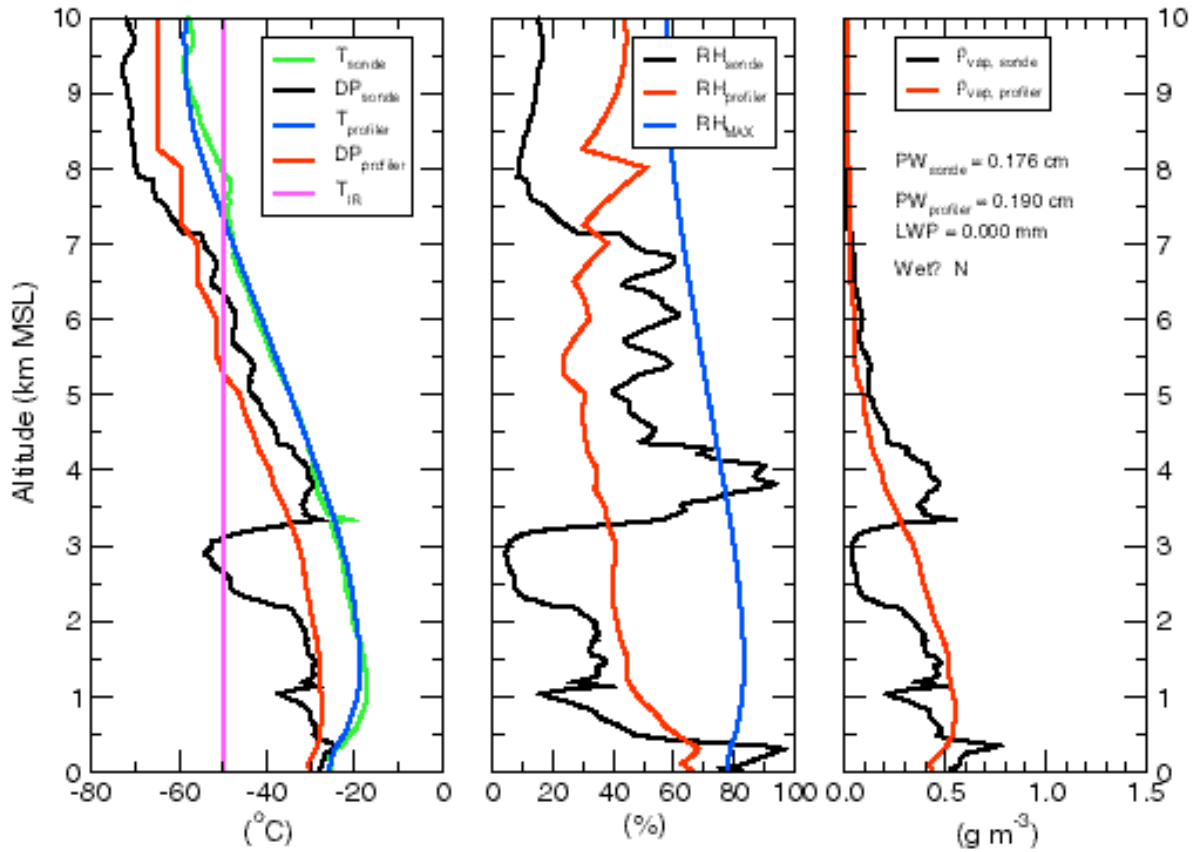 10
9
8
7
6
5
4
3
2
1
0
Altitude (km MSL)
-80 -60 -40 -20 0
(°C)
T sonde
DP sonde
T profiler
DP profiler
T IR
0 20 40 60 80 100
(%)
RH sonde
RH profiler
RH MAX
0.0 0.5 1.0 1.5
(g m-3)
ρ vap, sonde
ρ vap, profiler
PW sonde = 0.176 cm
PW profiler = 0.190 cm
LWP = 0.000 mm
Wet? N
10
9
8
7
6
5
4
3
2
1
0